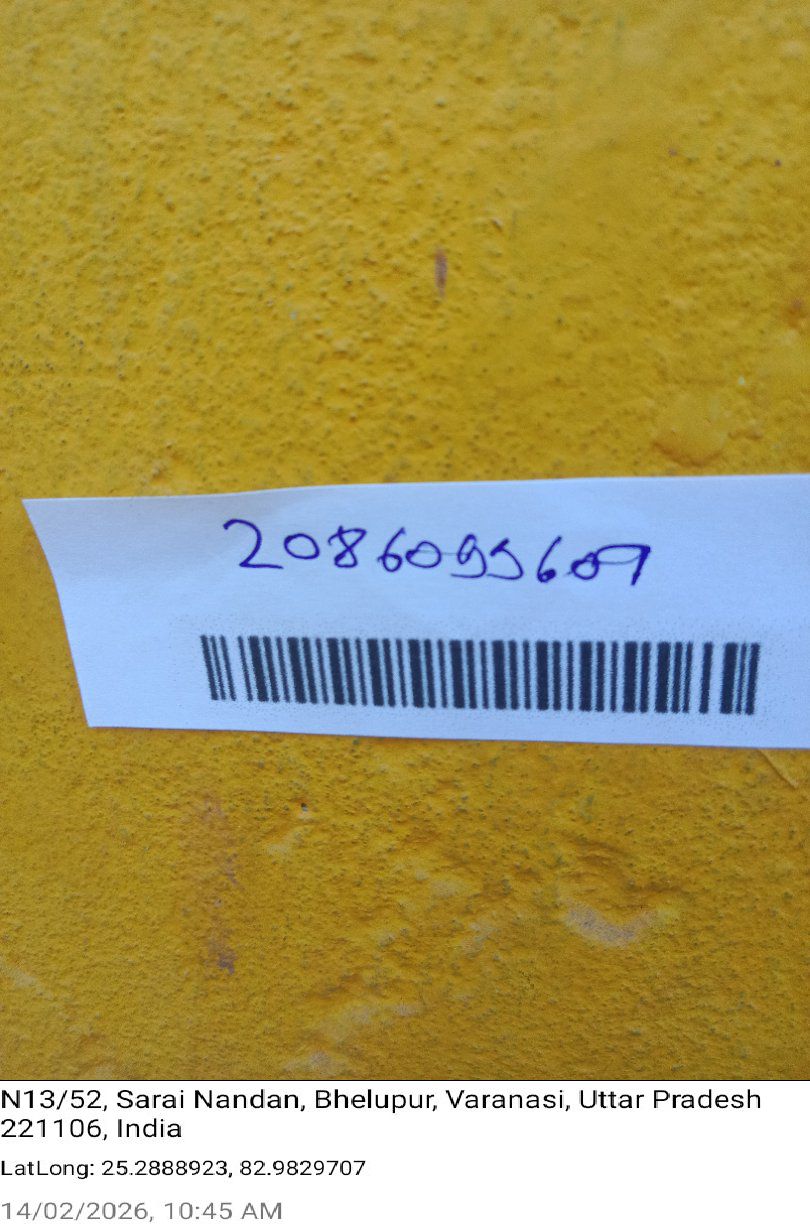 2086099609
N13/52, Sarai Nandan, Bhelupur, Varanasi, Uttar Pradesh
221106, India
LatLong: 25.2888923, 82.9829707
14/02/2026, 10:45 AM